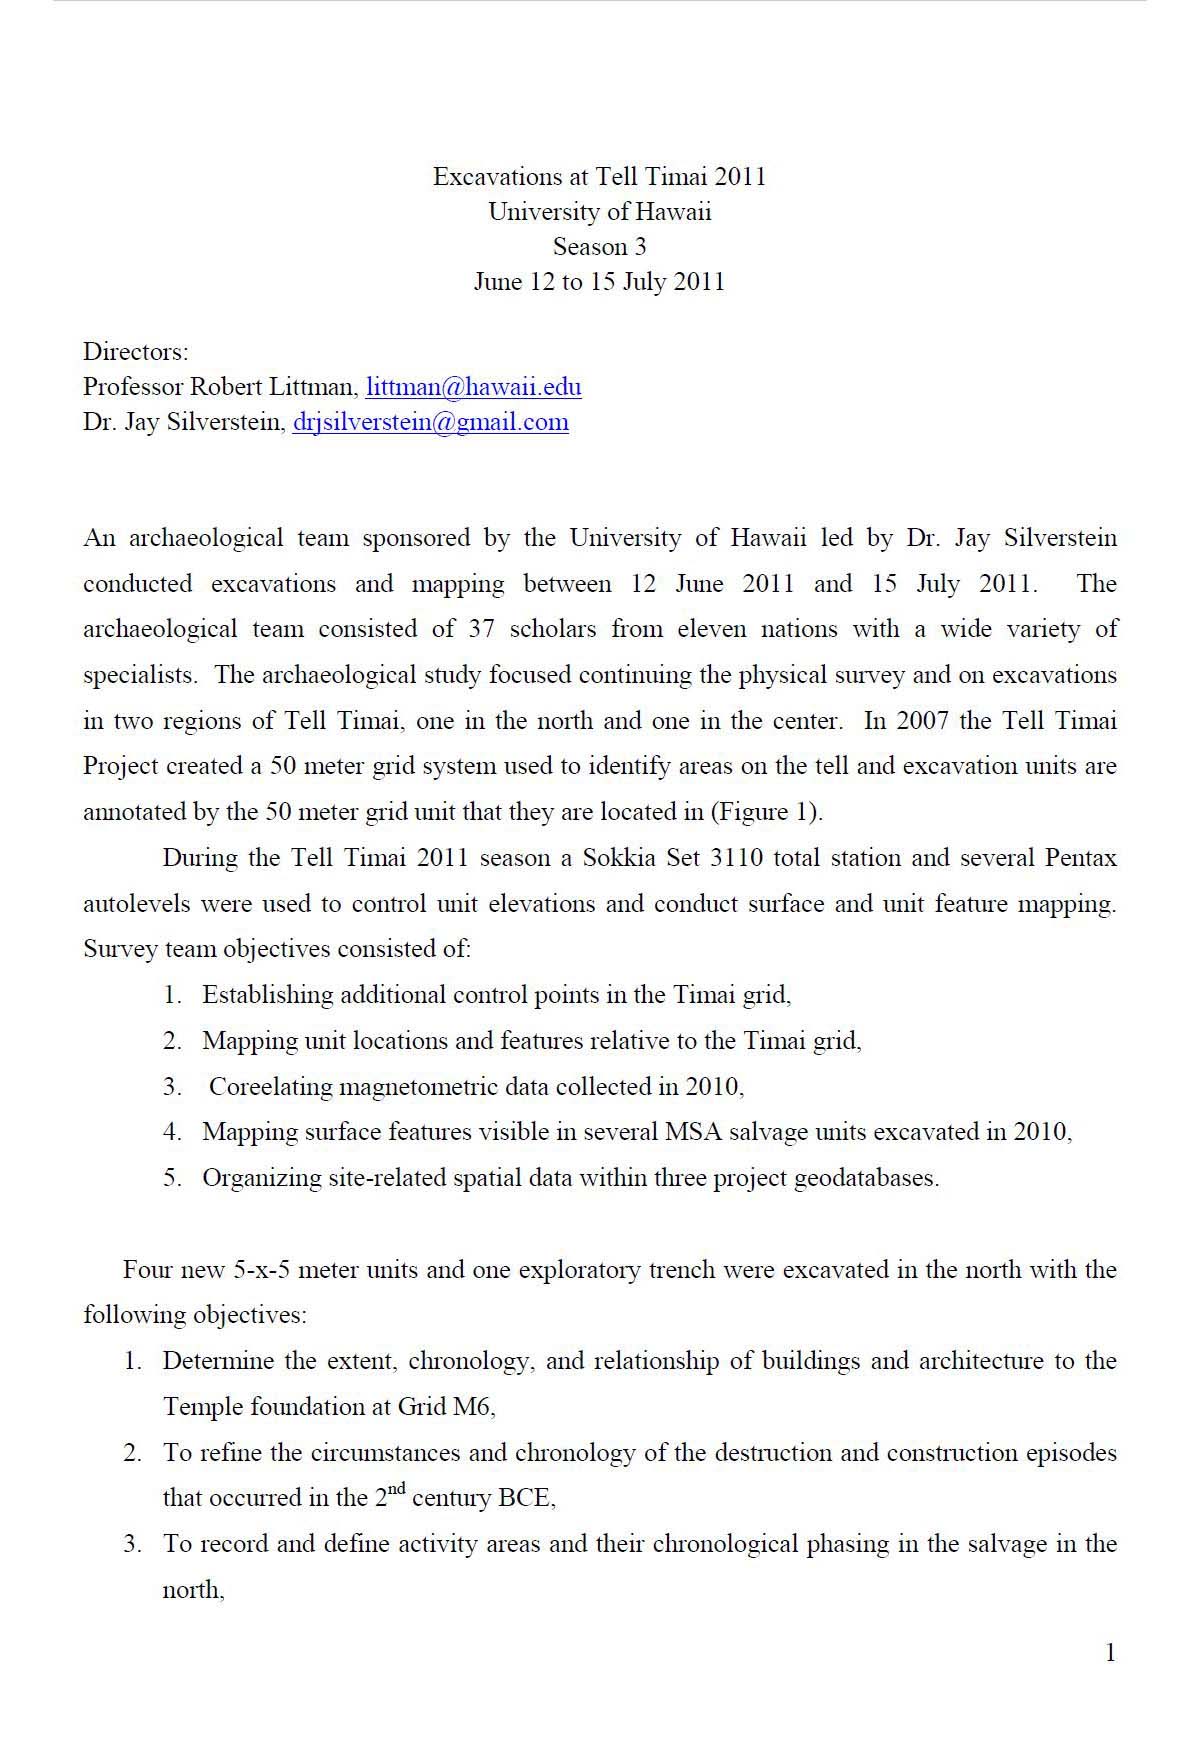 Excavations at Tell Timai 2011
University of Hawaii
Season 3
June 12 to 15 July 2011
Directors:
Professor Robert Littman, littman@hawaii.edu
Dr. Jay Silverstein, drjsilverstein@gmail.com
An archaeological team sponsored by the University of Hawaii led by Dr. Jay Silverstein
conducted excavations and mapping between 12 June 2011 and 15 July 2011. The
archaeological team consisted of 37 scholars from eleven nations with a wide variety of
specialists. The archaeological study focused continuing the physical survey and on excavations
in two regions of Tell Timai, one in the north and one in the center. In 2007 the Tell Timai
Project created a 50 meter grid system used to identify areas on the tell and excavation units are
annotated by the 50 meter grid unit that they are located in (Figure 1).
During the Tell Timai 2011 season a Sokkia Set 3110 total station and several Pentax
autolevels were used to control unit elevations and conduct surface and unit feature mapping.
Survey team objectives consisted of:
1. Establishing additional control points in the Timai grid,
2. Mapping unit locations and features relative to the Timai grid,
3. Coreelating magnetometric data collected in 2010,
4. Mapping surface features visible in several MSA salvage units excavated in 2010,
5. Organizing site-related spatial data within three project geodatabases.
Four new 5-x-5 meter units and one exploratory trench were excavated in the north with the
following objectives:
1. Determine the extent, chronology, and relationship of buildings and architecture to the
Temple foundation at Grid M6,
2. To refine the circumstances and chronology of the destruction and construction episodes
that occurred in the 2nd century BCE,
3. To record and define activity areas and their chronological phasing in the salvage in the
north,
1